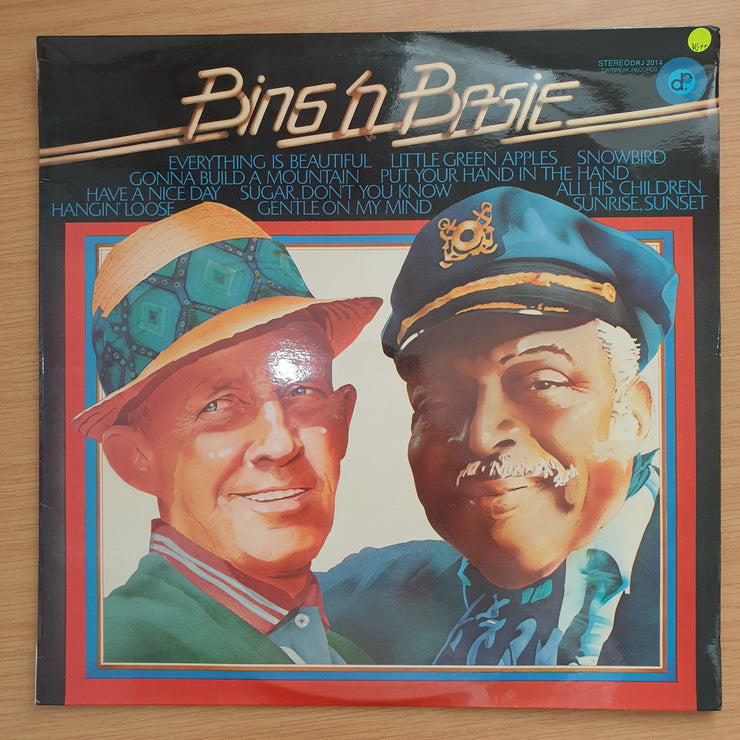 VG++
STEREO DRJ 2014
DAYBREAK RECORDS
Bing 'n Basie
EVERYTHING IS BEAUTIFUL LITTLE GREEN APPLES SNOWBIRD
GONNA BUILD A MOUNTAIN PUT YOUR HAND IN THE HAND
HAVE A NICE DAY SUGAR, DON'T YOU KNOW ALL HIS CHILDREN
HANGIN' LOOSE GENTLE ON MY MIND SUNRISE, SUNSET